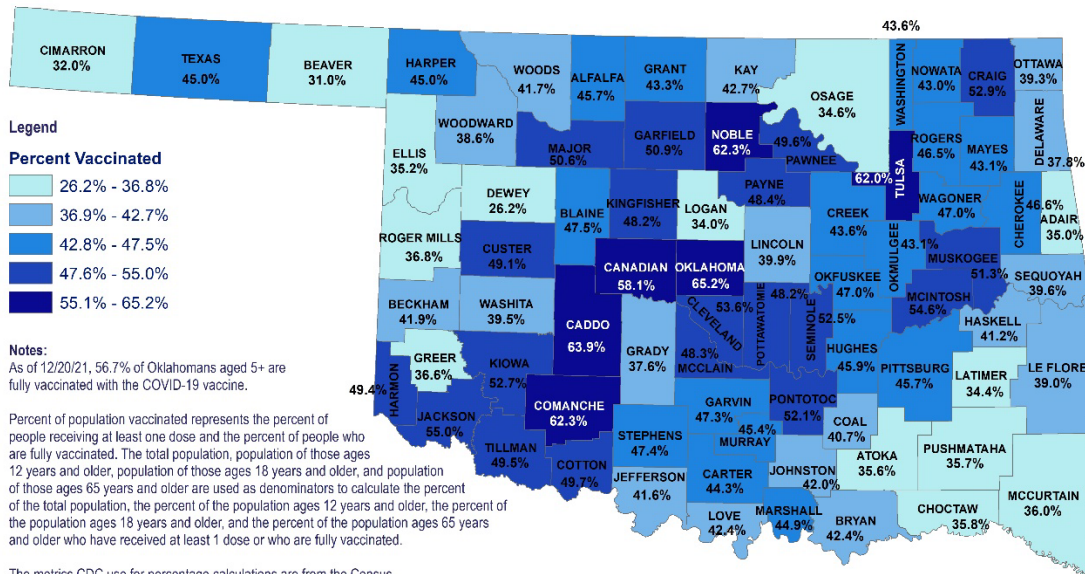 43.6%
CIMARRON
32.0%
TEXAS
45.0%
BEAVER
31.0%
HARPER
45.0%
WOODS
41.7%
ALFALFA
45.7%
GRANT
43.3%
KAY
42.7%
OSAGE
34.6%
WASHINGTON
NOWATA
43.0%
CRAIG
52.9%
OTTAWA
39.3%
Legend
Percent Vaccinated
26.2% - 36.8%
36.9% - 42.7%
42.8% - 47.5%
47.6% - 55.0%
55.1% - 65.2%
WOODWARD
38.6%
ELLIS
35.2%
MAJOR
50.6%
GARFIELD
50.9%
NOBLE
62.3%
49.6%
PAWNEE
ROGERS
46.5%
MAYES
43.1%
DELAWARE
37.8%
62.0%
TULSA
DEWEY
26.2%
BLAINE
47.5%
KINGFISHER
48.2%
LOGAN
34.0%
PAYNE
48.4%
CREEK
43.6%
WAGONER
47.0%
CHEROKEE
46.6%
ADAIR
35.0%
ROGER MILLS
36.8%
CUSTER
49.1%
CANADIAN
58.1%
OKLAHOMA
65.2%
LINCOLN
39.9%
OKMULGEE
43.1%
MUSKOGEE
51.3%
OKFUSKEE
47.0%
SEQUOYAH
39.6%
BECKHAM
41.9%
WASHITA
39.5%
CADDO
63.9%
53.6%
CLEVELAND
48.2%
POTTAWATOMIE
SEMINOLE
52.5%
MCINTOSH
54.6%
HASKELL
41.2%
GREER
36.6%
KIOWA
52.7%
GRADY
37.6%
48.3%
MCCLAIN
HUGHES
45.9%
PITTSBURG
45.7%
LATIMER
34.4%
LE FLORE
39.0%
49.4%
HARMON
JACKSON
55.0%
COMANCHE
62.3%
GARVIN
47.3%
PONTOTOC
52.1%
COAL
40.7%
TILLMAN
49.5%
COTTON
49.7%
STEPHENS
47.4%
45.4%
MURRAY
CARTER
44.3%
JOHNSTON
42.0%
ATOKA
35.6%
PUSHMATAHA
35.7%
JEFFERSON
41.6%
LOVE
42.4%
MARSHALL
44.9%
BRYAN
42.4%
CHOCTAW
35.8%
MCCURTAIN
36.0%
Notes:
As of 12/20/21, 56.7% of Oklahomans aged 5+ are
fully vaccinated with the COVID-19 vaccine.
Percent of population vaccinated represents the percent of
people receiving at least one dose and the percent of people who
are fully vaccinated. The total population, population of those ages
12 years and older, population of those ages 18 years and older, and population
of those ages 65 years and older are used as denominators to calculate the percent
of the total population, the percent of the population ages 12 years and older, the percent of
the population ages 18 years and older, and the percent of the population ages 65 years
and older who have received at least 1 dose or who are fully vaccinated.
The metrics CDC use for percentage calculations are from the Census